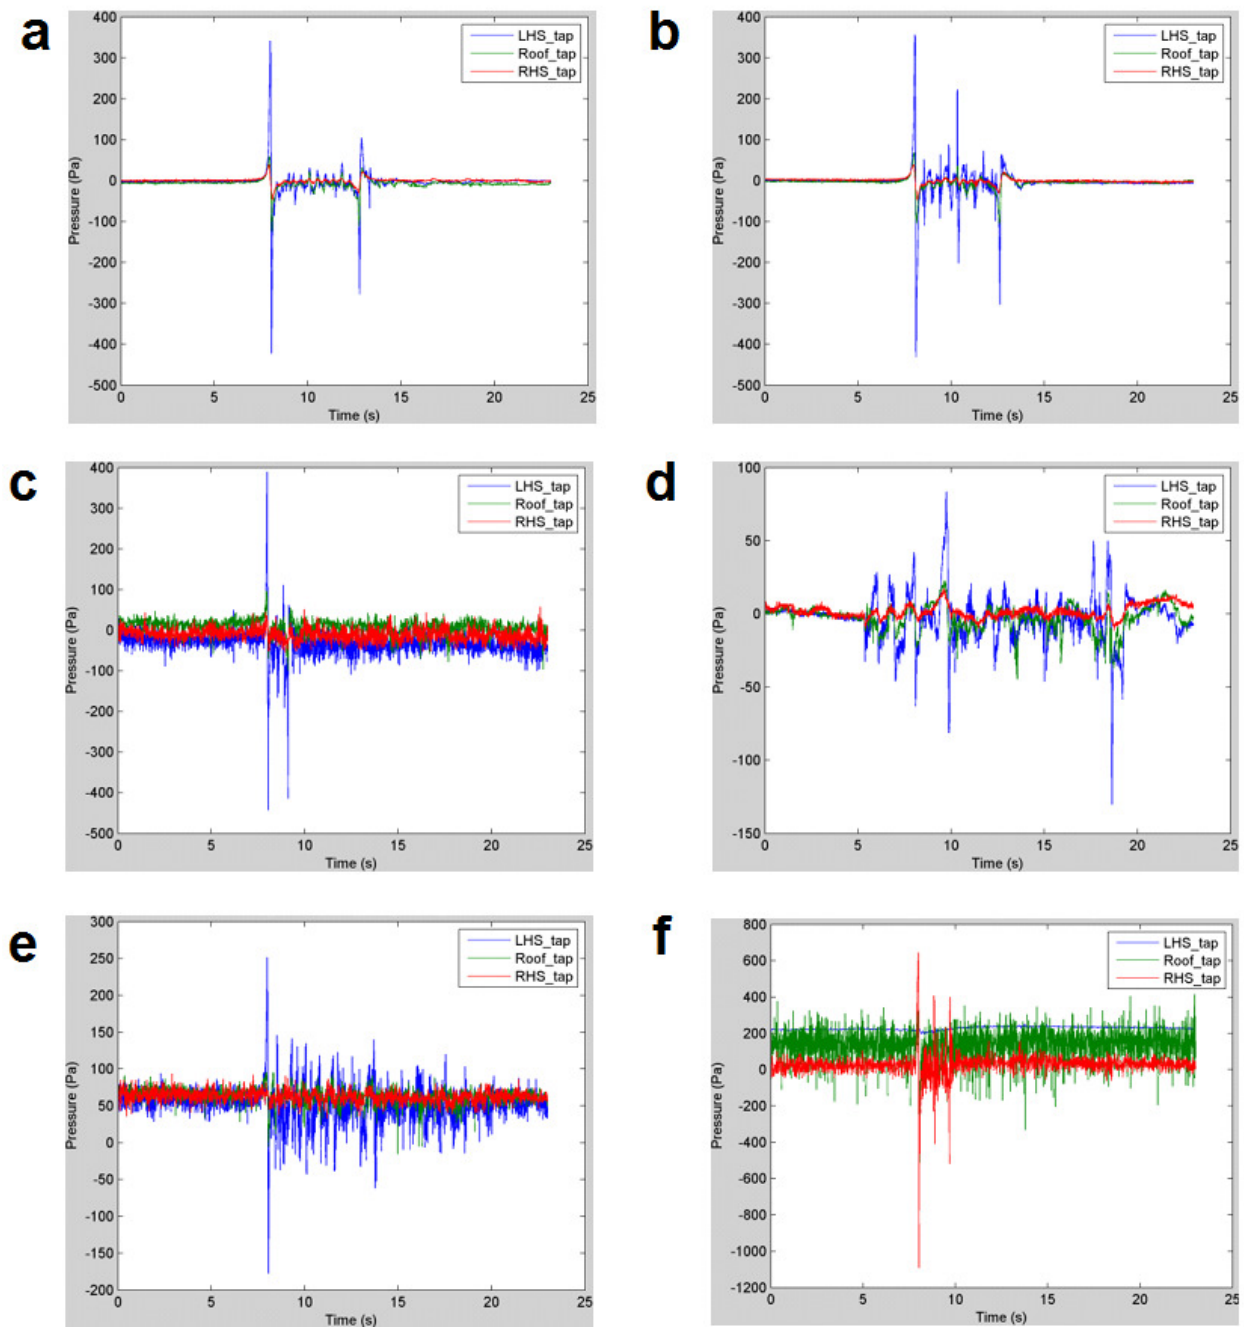 a
400
300
200
100
0
-100
-200
-300
-400
-500
Pressure (Pa)
0 5 10 15 20 25
Time (s)
LHS_tap
Roof_tap
RHS_tap
b
400
300
200
100
0
-100
-200
-300
-400
-500
Pressure (Pa)
0 5 10 15 20 25
Time (s)
LHS_tap
Roof_tap
RHS_tap
c
400
300
200
100
0
-100
-200
-300
-400
-500
Pressure (Pa)
0 5 10 15 20 25
Time (s)
LHS_tap
Roof_tap
RHS_tap
d
100
50
0
-50
-100
-150
Pressure (Pa)
0 5 10 15 20 25
Time (s)
LHS_tap
Roof_tap
RHS_tap
e
300
250
200
150
100
50
0
-50
-100
-150
-200
Pressure (Pa)
0 5 10 15 20 25
Time (s)
LHS_tap
Roof_tap
RHS_tap
f
800
600
400
200
0
-200
-400
-600
-800
-1000
-1200
Pressure (Pa)
0 5 10 15 20 25
Time (s)
LHS_tap
Roof_tap
RHS_tap